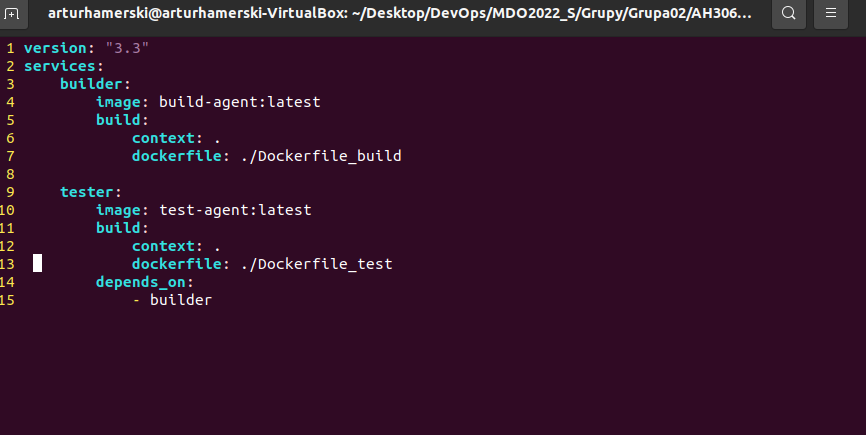 arturhamerski@arturhamerski-VirtualBox: ~/Desktop/DevOps/MDO2022_S/Grupy/Grupa02/AH306...
1 version: "3.3"
2 services:
3     builder:
4         image: build-agent:latest
5         build:
6             context: .
7             dockerfile: ./Dockerfile_build
8
9     tester:
10         image: test-agent:latest
11         build:
12             context: .
13             dockerfile: ./Dockerfile_test
14         depends_on:
15             - builder